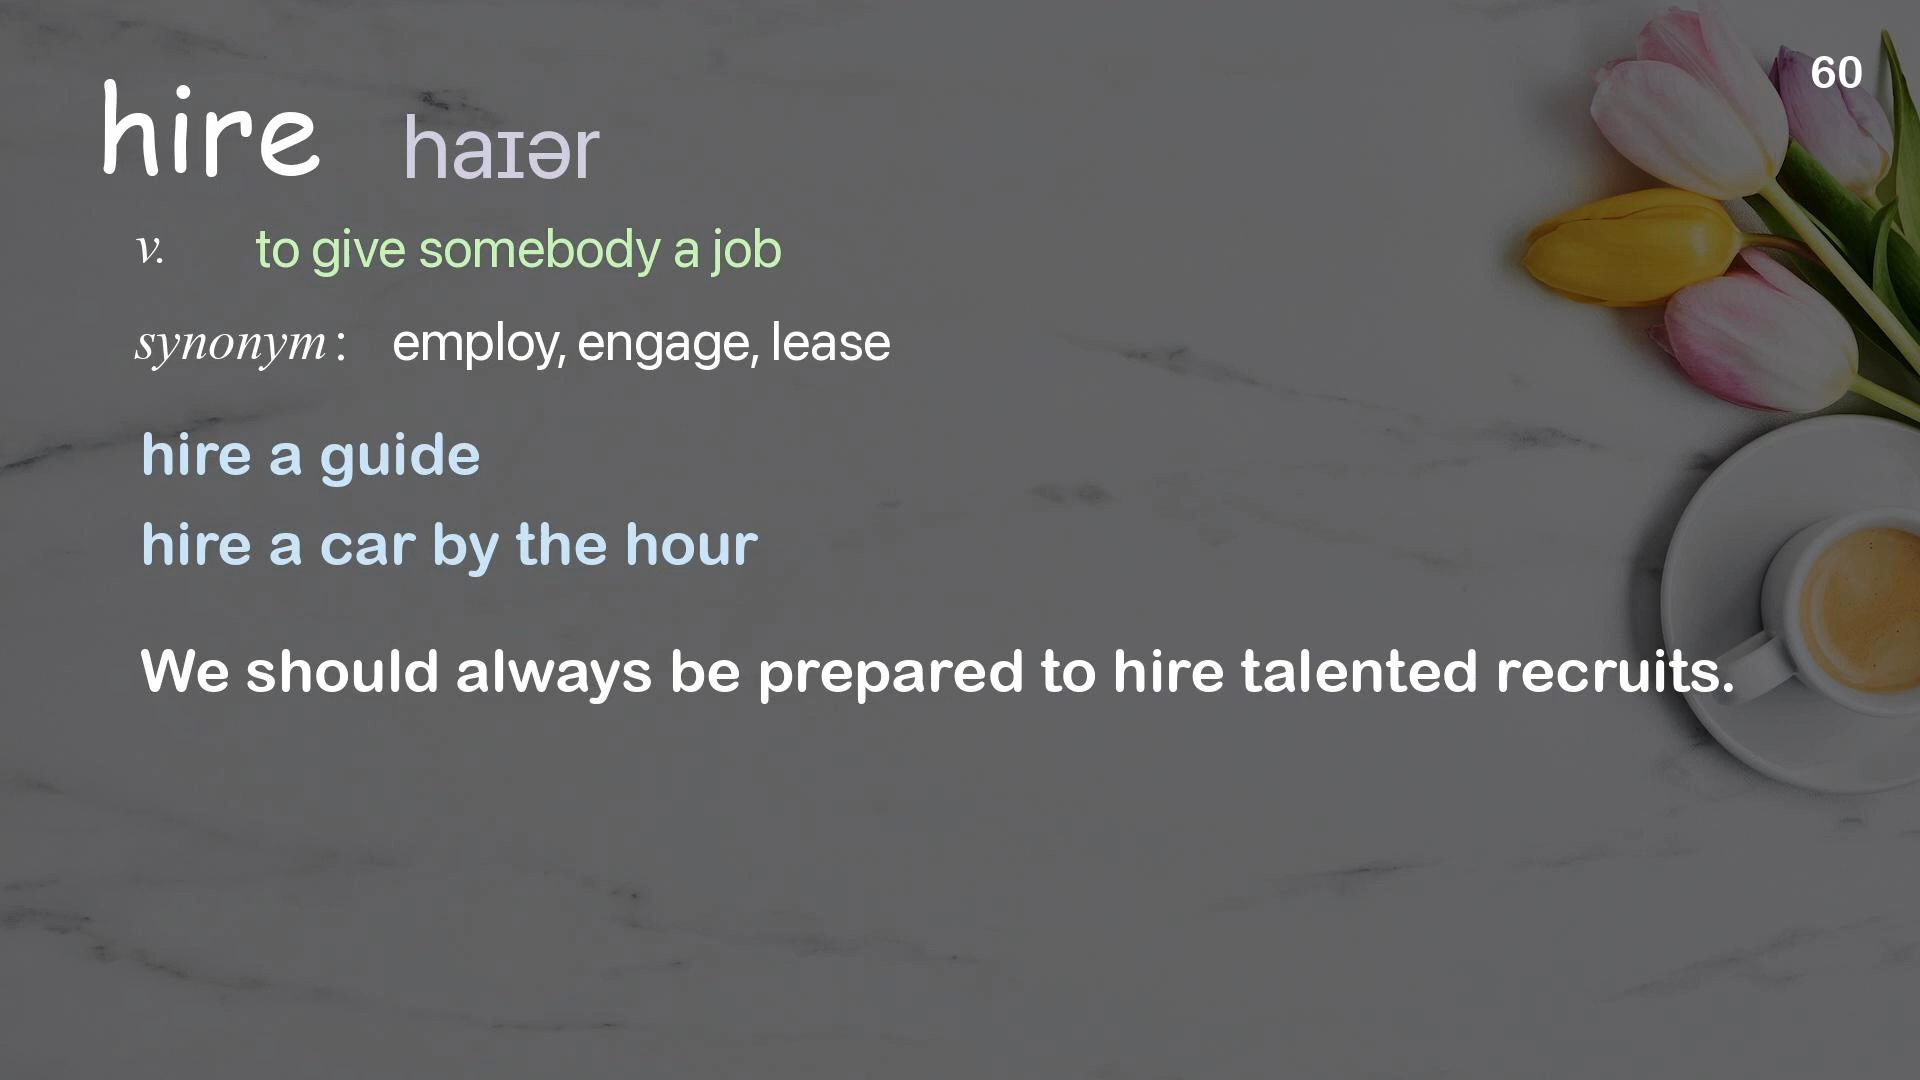 60
hire haɪər
v. to give somebody a job
synonym: employ, engage, lease
hire a guide
hire a car by the hour
We should always be prepared to hire talented recruits.